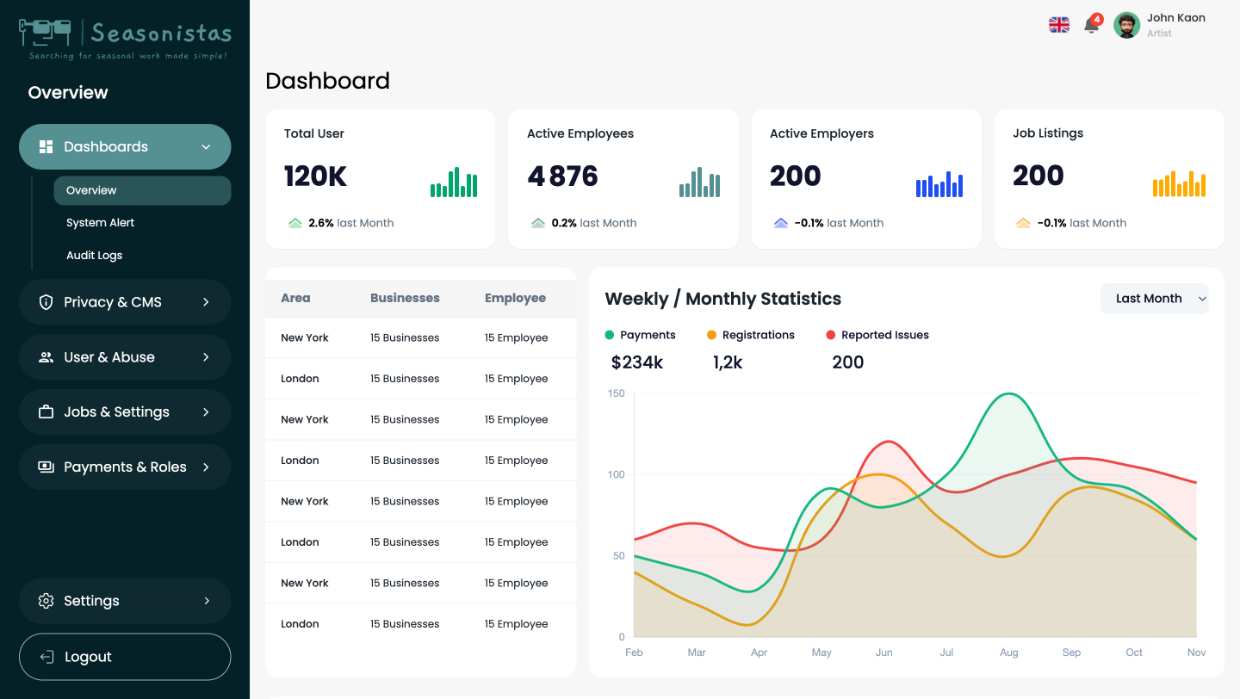 Seasonistas
Searching for seasonal work made simple!
Overview
Dashboards
Overview
System Alert
Audit Logs
Privacy & CMS
User & Abuse
Jobs & Settings
Payments & Roles
Settings
Logout
4
John Kaon
Artist
Dashboard
Total User
120K
2.6% last Month
Active Employees
4876
0.2% last Month
Active Employers
200
-0.1% last Month
Job Listings
200
-0.1% last Month
Area Businesses Employee
New York 15 Businesses 15 Employee
London 15 Businesses 15 Employee
New York 15 Businesses 15 Employee
London 15 Businesses 15 Employee
New York 15 Businesses 15 Employee
London 15 Businesses 15 Employee
New York 15 Businesses 15 Employee
London 15 Businesses 15 Employee
Weekly / Monthly Statistics
Last Month
Payments Registrations Reported Issues
$234k 1,2k 200
150
100
50
0
Feb Mar Apr May Jun Jul Aug Sep Oct Nov